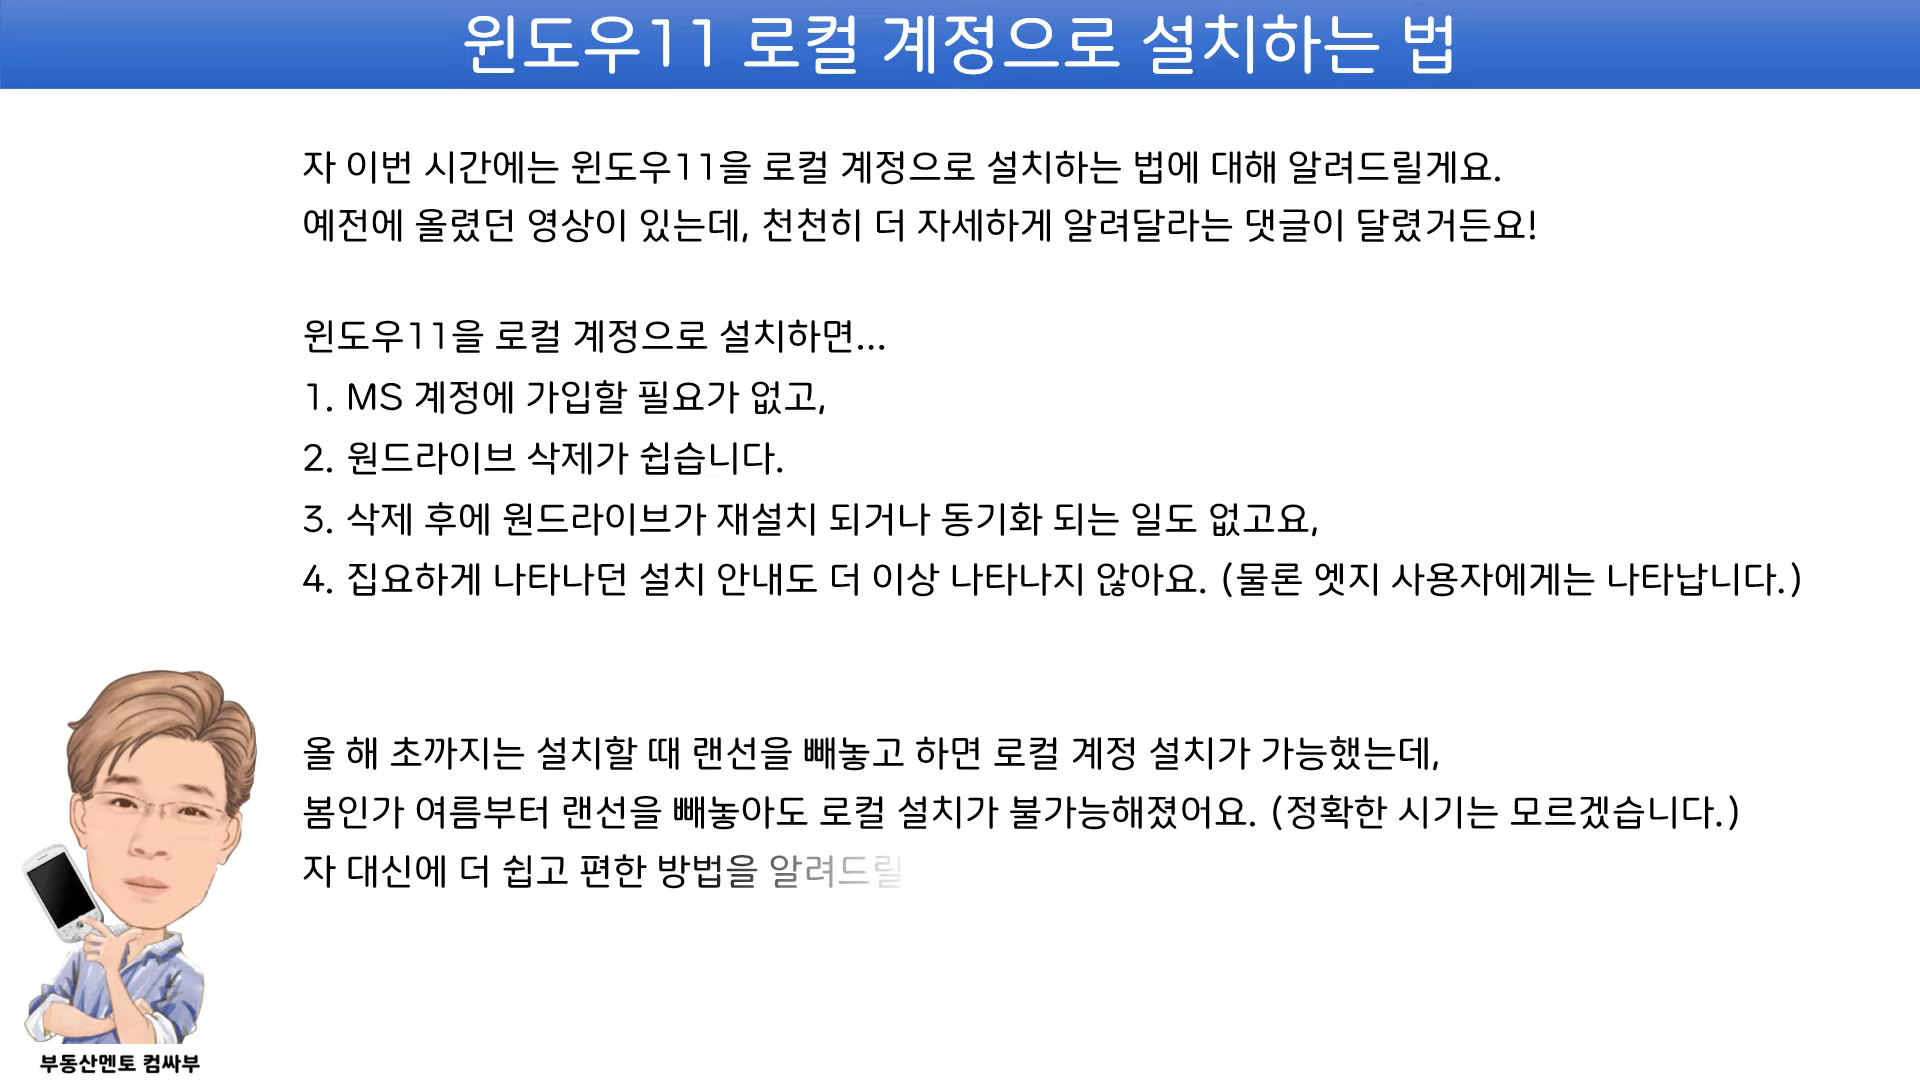 윈도우11 로컬 계정으로 설치하는 법
자 이번 시간에는 윈도우11을 로컬 계정으로 설치하는 법에 대해 알려드릴게요.
예전에 올렸던 영상이 있는데, 천천히 더 자세하게 알려달라는 댓글이 달렸거든요!
윈도우11을 로컬 계정으로 설치하면...
1. MS 계정에 가입할 필요가 없고,
2. 원드라이브 삭제가 쉽습니다.
3. 삭제 후에 원드라이브가 재설치 되거나 동기화 되는 일도 없고요,
4. 집요하게 나타나던 설치 안내도 더 이상 나타나지 않아요. (물론 엣지 사용자에게는 나타납니다.)
올 해 초까지는 설치할 때 랜선을 빼놓고 하면 로컬 계정 설치가 가능했는데,
봄인가 여름부터 랜선을 빼놓아도 로컬 설치가 불가능해졌어요. (정확한 시기는 모르겠습니다.)
자 대신에 더 쉽고 편한 방법을 알려드릴
부동산멘토 컴싸부